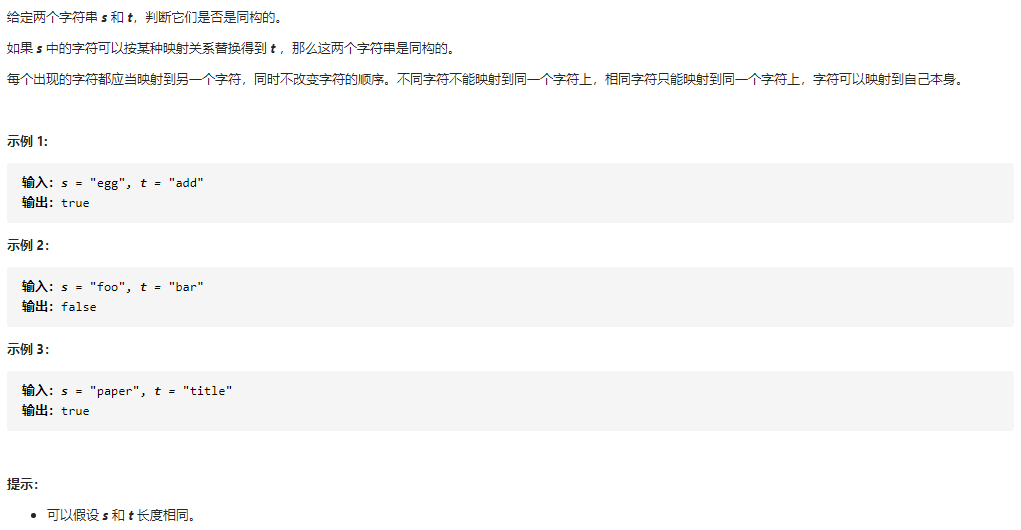 给定两个字符串 s 和 t，判断它们是否是同构的。
如果 s 中的字符可以按某种映射关系替换得到 t ，那么这两个字符串是同构的。
每个出现的字符都应当映射到另一个字符，同时不改变字符的顺序。不同字符不能映射到同一个字符上，相同字符只能映射到同一个字符上，字符可以映射到自己本身。
示例 1:
输入：s = "egg", t = "add"
输出：true
示例 2：
输入：s = "foo", t = "bar"
输出：false
示例 3：
输入：s = "paper", t = "title"
输出：true
提示：
• 可以假设 s 和 t 长度相同。